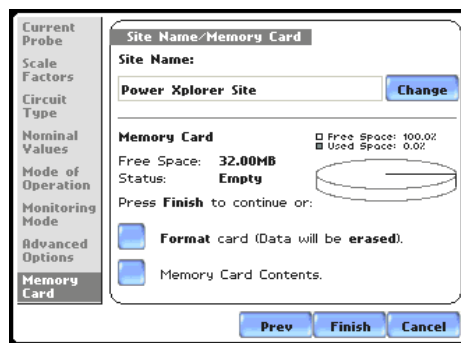 Current
Probe
Scale
Factors
Circuit
Type
Nominal
Values
Mode of
Operation
Monitoring
Mode
Advanced
Options
Memory
Card
Site Name/Memory Card
Site Name:
Power Xplorer Site
Change
Memory Card
Free Space: 100.0%
Used Space: 0.0%
Free Space: 32.00MB
Status: Empty
Press Finish to continue or:
Format card (Data will be erased).
Memory Card Contents.
Prev
Finish
Cancel